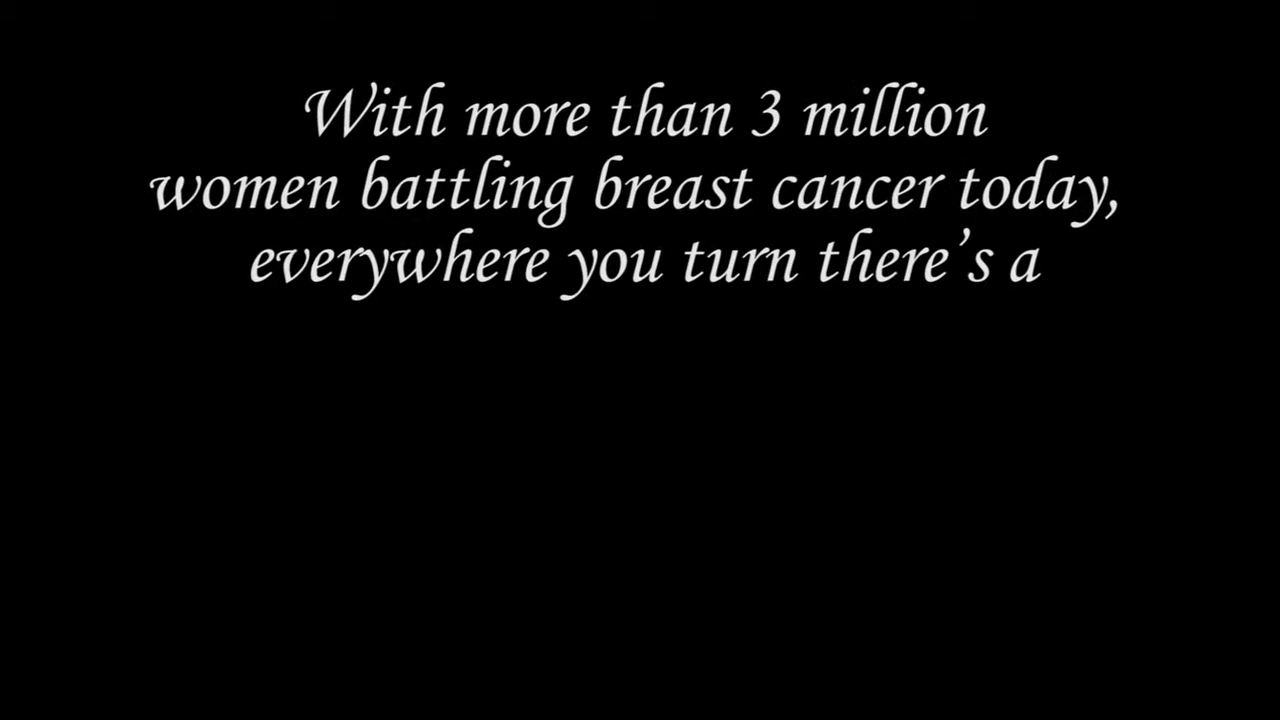 With more than 3 million
women battling breast cancer today,
everywhere you turn there’s a